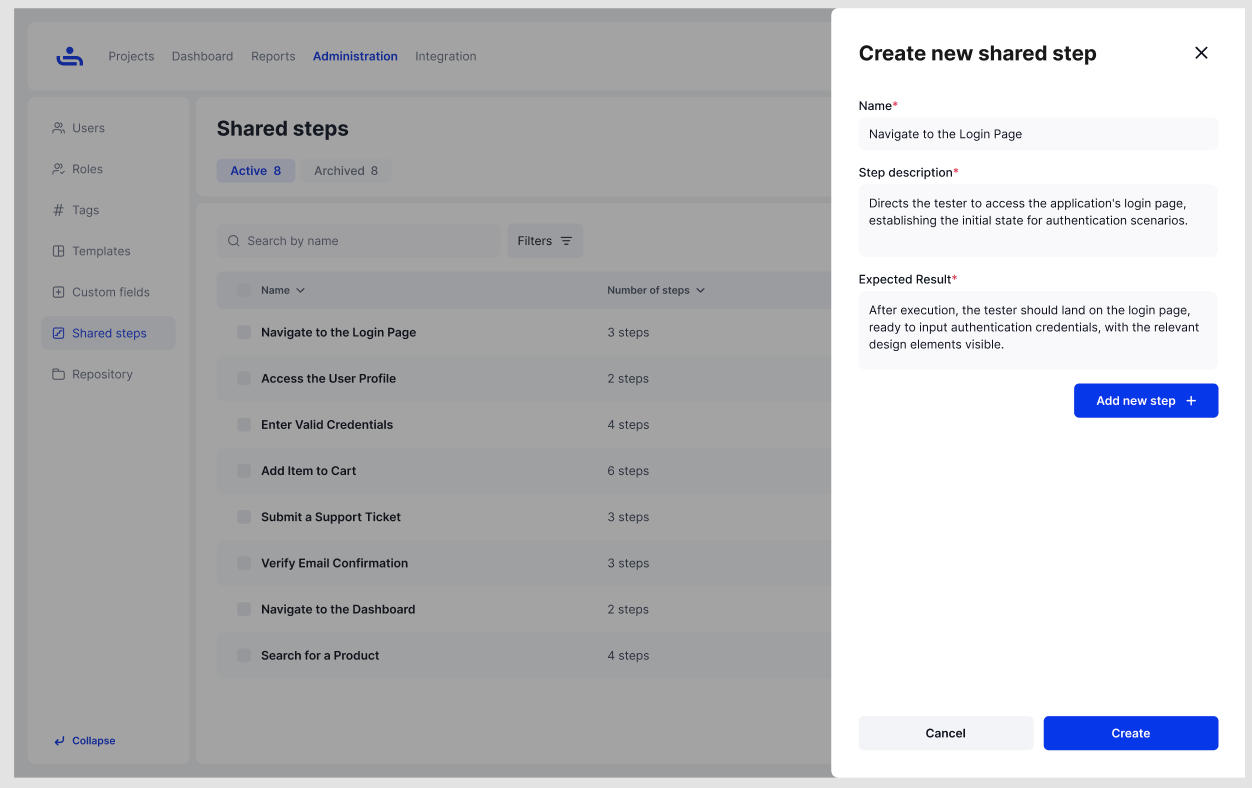 Projects Dashboard Reports Administration Integration
Users
Roles
Tags
Templates
Custom fields
Shared steps
Repository
Collapse
Shared steps
Active 8 Archived 8
Search by name Filters
Name Number of steps
Navigate to the Login Page 3 steps
Access the User Profile 2 steps
Enter Valid Credentials 4 steps
Add Item to Cart 6 steps
Submit a Support Ticket 3 steps
Verify Email Confirmation 3 steps
Navigate to the Dashboard 2 steps
Search for a Product 4 steps
Create new shared step
Name*
Navigate to the Login Page
Step description*
Directs the tester to access the application's login page,
establishing the initial state for authentication scenarios.
Expected Result*
After execution, the tester should land on the login page,
ready to input authentication credentials, with the relevant
design elements visible.
Add new step +
Cancel Create